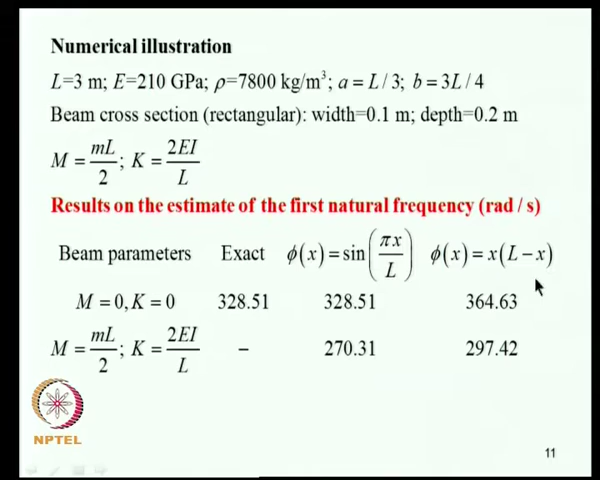 Numerical illustration
L=3 m; E=210 GPa; ρ=7800 kg/m³; a = L / 3; b = 3L / 4
Beam cross section (rectangular): width=0.1 m; depth=0.2 m
M = mL/2; K = 2EI/L
Results on the estimate of the first natural frequency (rad / s)
Beam parameters Exact ϕ(x) = sin(πx/L) ϕ(x) = x(L − x)
M = 0, K = 0 328.51 328.51 364.63
M = mL/2; K = 2EI/L – 270.31 297.42
NPTEL
11